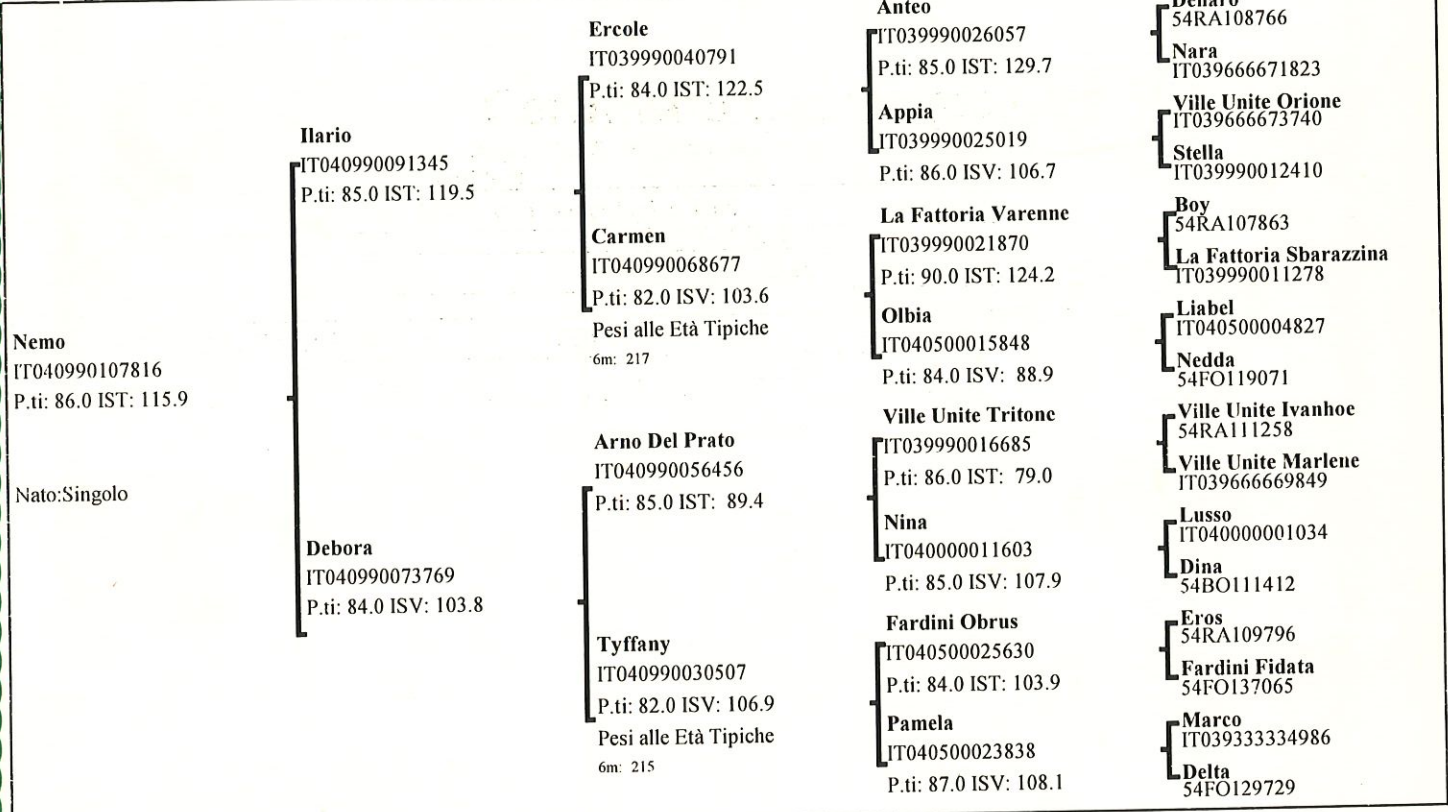 Nemo
IT040990107816
P.ti: 86.0 IST: 115.9
Nato:Singolo
Ilario
IT040990091345
P.ti: 85.0 IST: 119.5
Debora
IT040990073769
P.ti: 84.0 ISV: 103.8
Ercole
IT039990040791
P.ti: 84.0 IST: 122.5
Carmen
IT040990068677
P.ti: 82.0 ISV: 103.6
Pesi alle Età Tipiche
6m: 217
Arno Del Prato
IT040990056456
P.ti: 85.0 IST: 89.4
Tyffany
IT040990030507
P.ti: 82.0 ISV: 106.9
Pesi alle Età Tipiche
6m: 215
Anteo
IT039990026057
P.ti: 85.0 IST: 129.7
Appia
IT039990025019
P.ti: 86.0 ISV: 106.7
La Fattoria Varenne
IT039990021870
P.ti: 90.0 IST: 124.2
Olbia
IT040500015848
P.ti: 84.0 ISV: 88.9
Ville Unite Tritone
IT039990016685
P.ti: 86.0 IST: 79.0
Nina
IT040000011603
P.ti: 85.0 ISV: 107.9
Fardini Obrus
IT040500025630
P.ti: 84.0 IST: 103.9
Pamela
IT040500023838
P.ti: 87.0 ISV: 108.1
Denaro
54RA108766
Nara
IT039666671823
Ville Unite Orione
IT039666673740
Stella
IT039990012410
Boy
54RA107863
La Fattoria Sbarazzina
IT039990011278
Liabel
IT040500004827
Nedda
54FO119071
Ville Unite Ivanhoe
54RA111258
Ville Unite Marlene
IT039666669849
Lusso
IT040000001034
Dina
54BO111412
Eros
54RA109796
Fardini Fidata
54FO137065
Marco
IT039333334986
Delta
54FO129729